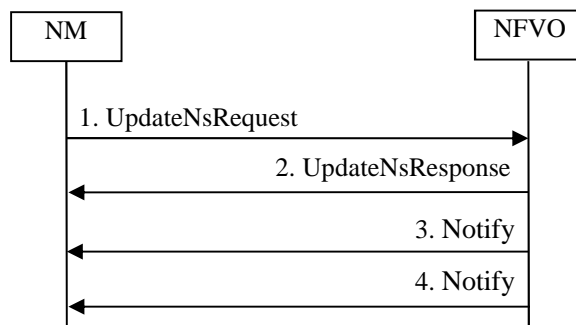 NM
NFVO
1. UpdateNsRequest
2. UpdateNsResponse
3. Notify
4. Notify